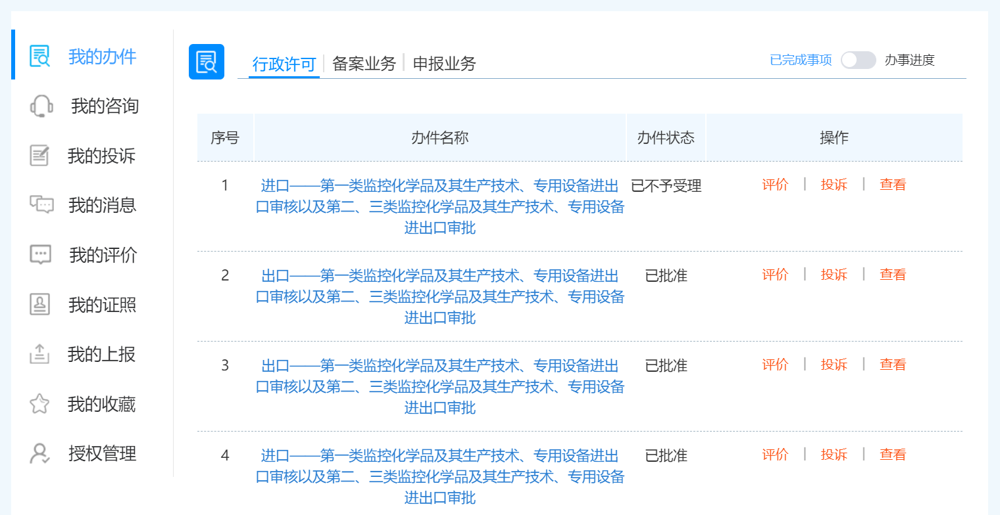 我的办件
我的咨询
我的投诉
我的消息
我的评价
我的证照
我的上报
我的收藏
授权管理
行政许可 备案业务 申报业务
已完成事项 办事进度
序号 办件名称 办件状态 操作
1 进口——第一类监控化学品及其生产技术、专用设备进出 已不予受理 评价 | 投诉 | 查看
口审核以及第二、三类监控化学品及其生产技术、专用设备
进出口审批
2 出口——第一类监控化学品及其生产技术、专用设备进出 已批准 评价 | 投诉 | 查看
口审核以及第二、三类监控化学品及其生产技术、专用设备
进出口审批
3 出口——第一类监控化学品及其生产技术、专用设备进出 已批准 评价 | 投诉 | 查看
口审核以及第二、三类监控化学品及其生产技术、专用设备
进出口审批
4 进口——第一类监控化学品及其生产技术、专用设备进出 已批准 评价 | 投诉 | 查看
口审核以及第二、三类监控化学品及其生产技术、专用设备
进出口审批